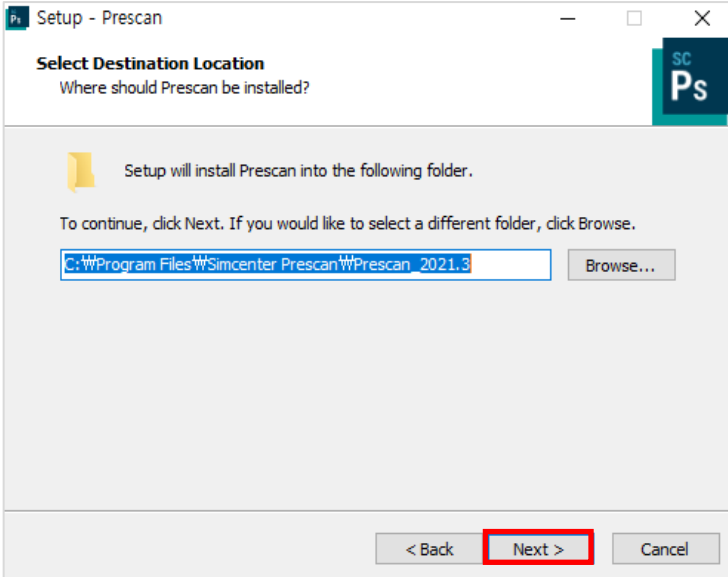 Ps Setup - Prescan
Select Destination Location
Where should Prescan be installed?
SC
Ps
Setup will install Prescan into the following folder.
To continue, click Next. If you would like to select a different folder, click Browse.
C:₩Program Files₩Simcenter Prescan₩Prescan_2021.3
Browse...
< Back
Next >
Cancel